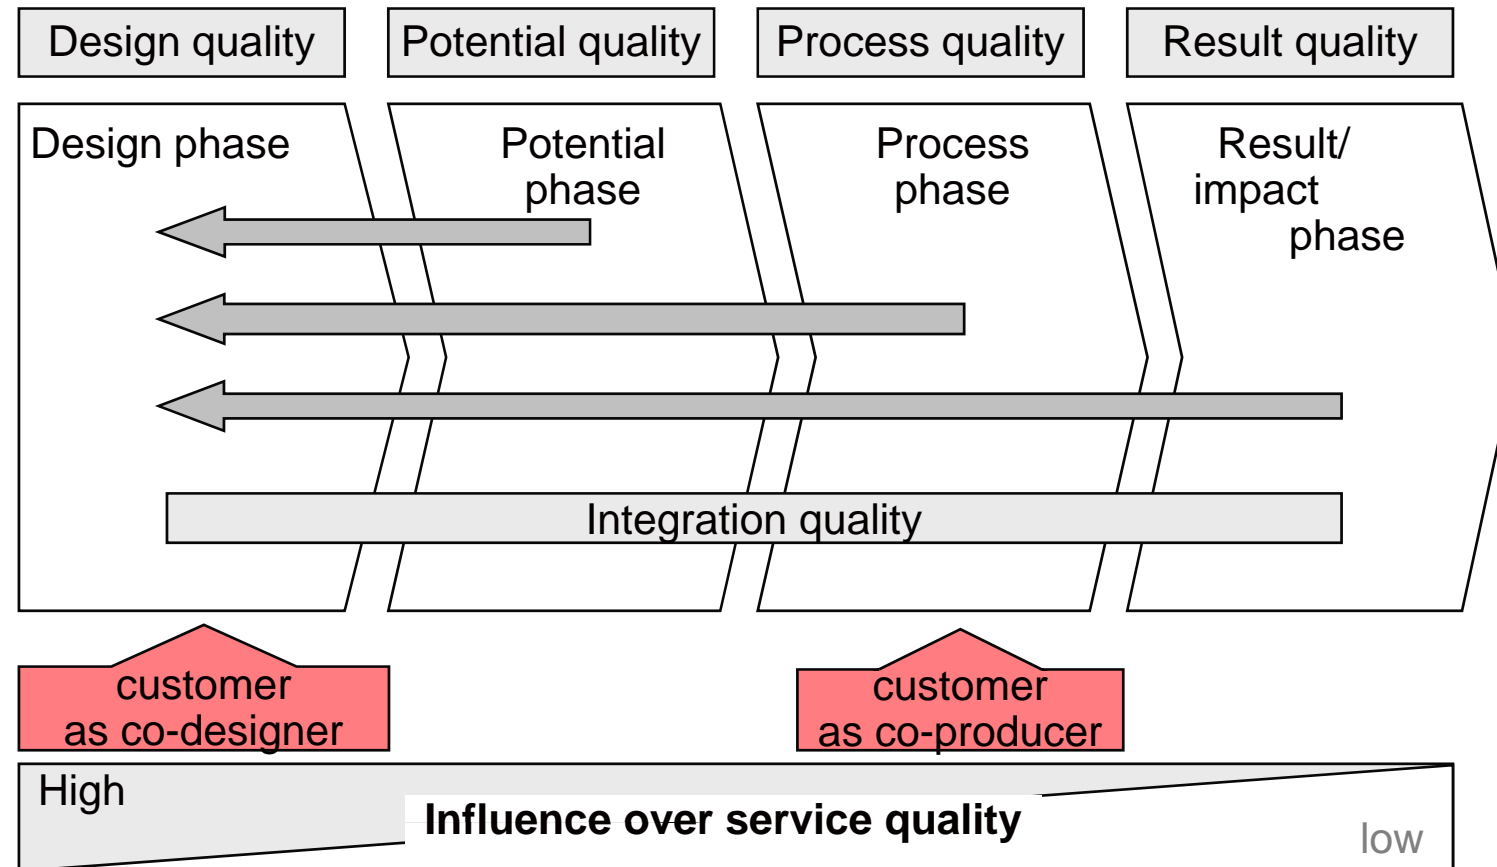 Design quality
Potential quality
Process quality
Result quality
Design phase
Potential
phase
Process
phase
Result/
impact
phase
Integration quality
customer
as co-designer
customer
as co-producer
High
Influence over service quality
low